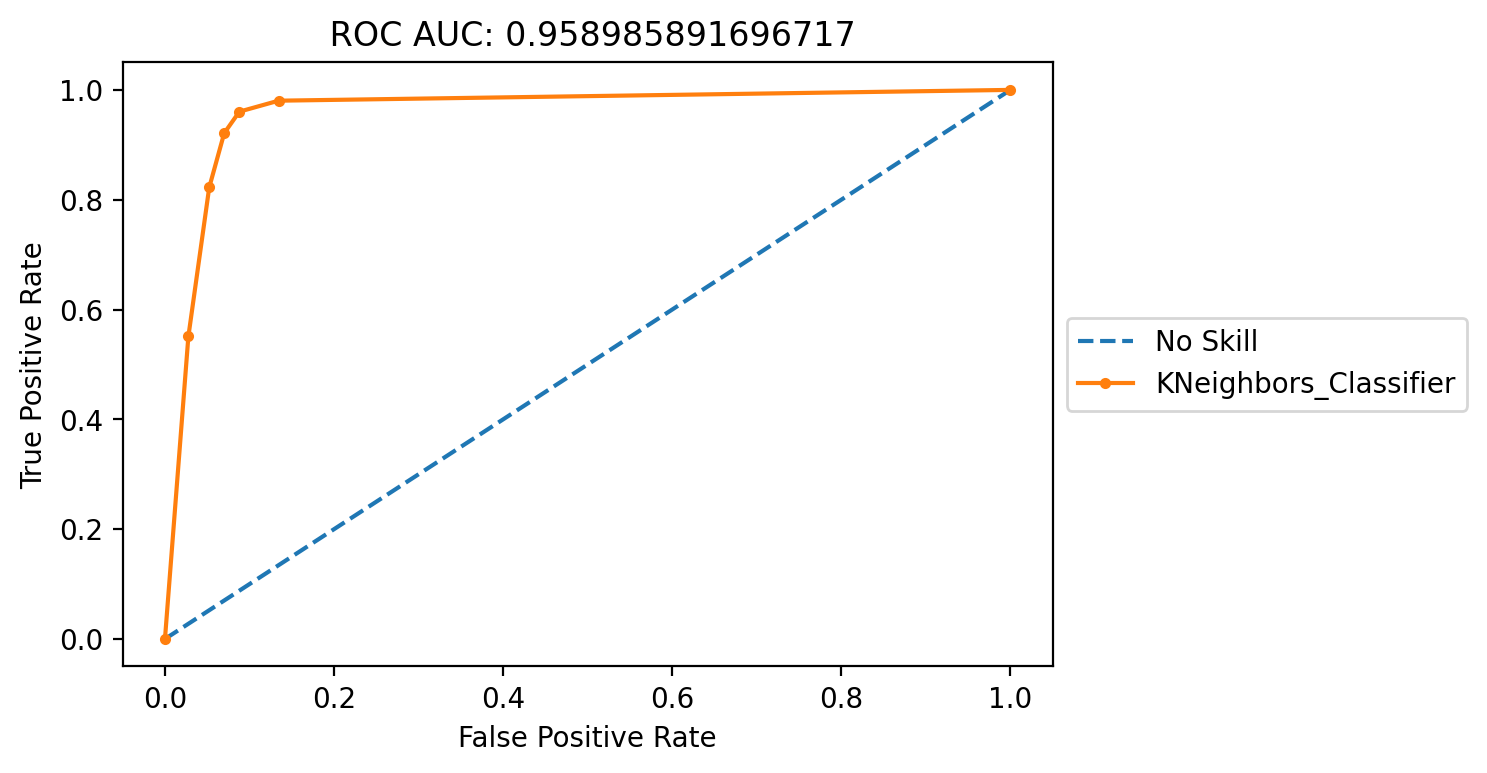 ROC AUC: 0.958985891696717
True Positive Rate
1.0
0.8
0.6
0.4
0.2
0.0
0.0 0.2 0.4 0.6 0.8 1.0
False Positive Rate
No Skill
KNeighbors_Classifier